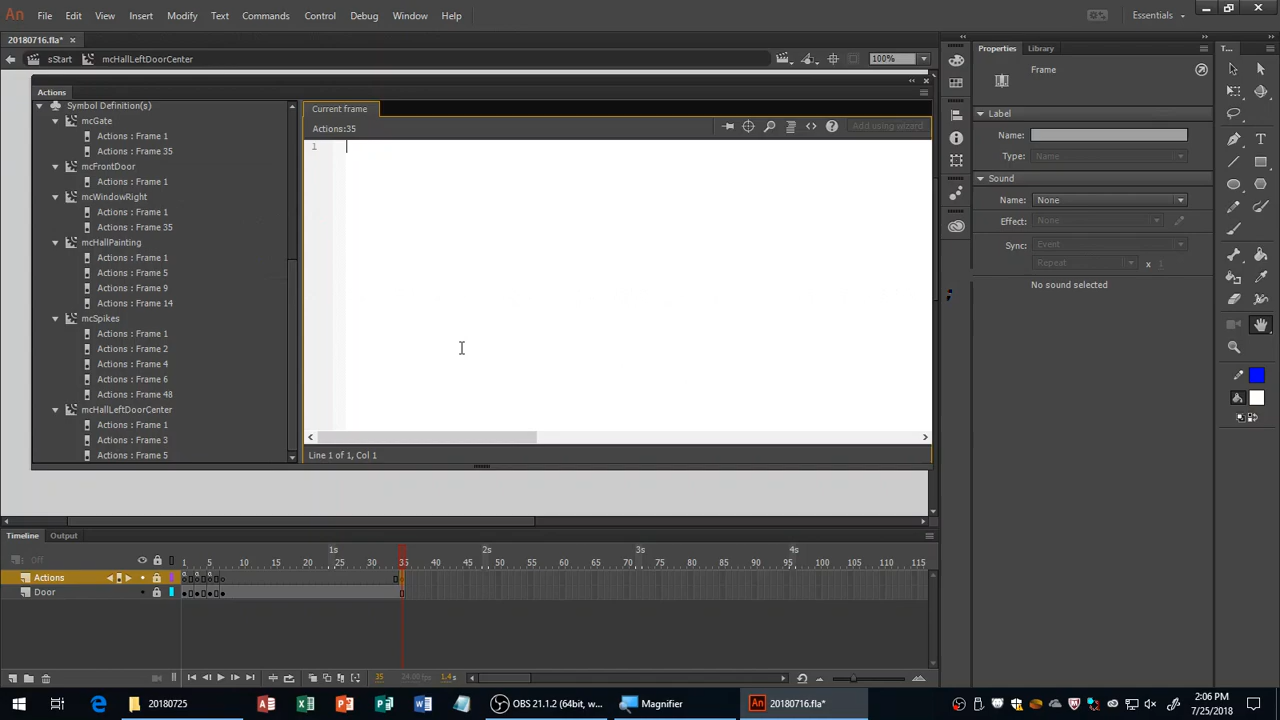 An File Edit View Insert Modify Text Commands Control Debug Window Help Essentials
20180716.fla* ×
sStart mcHallLeftDoorCenter 100%
Properties Library
Frame
Label
Name:
Type: Name
Sound
Name: None
Effect: None
Sync: Event
Repeat x 1
No sound selected
Actions
Symbol Definition(s)
mcGate
Actions : Frame 1
Actions : Frame 35
mcFrontDoor
Actions : Frame 1
mcWindowRight
Actions : Frame 1
Actions : Frame 35
mcHallPainting
Actions : Frame 1
Actions : Frame 5
Actions : Frame 9
Actions : Frame 14
mcSpikes
Actions : Frame 1
Actions : Frame 2
Actions : Frame 4
Actions : Frame 6
Actions : Frame 48
mcHallLeftDoorCenter
Actions : Frame 1
Actions : Frame 3
Actions : Frame 5
Current frame
Actions:35
Add using wizard
1
Line 1 of 1, Col 1
Timeline Output
1s 2s 3s 4s
Off 1 5 10 15 20 25 30 35 40 45 50 55 60 65 70 75 80 85 90 95 100 105 110 115
Actions
Door
35 24.00 fps 1.4s
20180725 OBS 21.1.2 (64bit, w... Magnifier 20180716.fla*
2:06 PM
7/25/2018